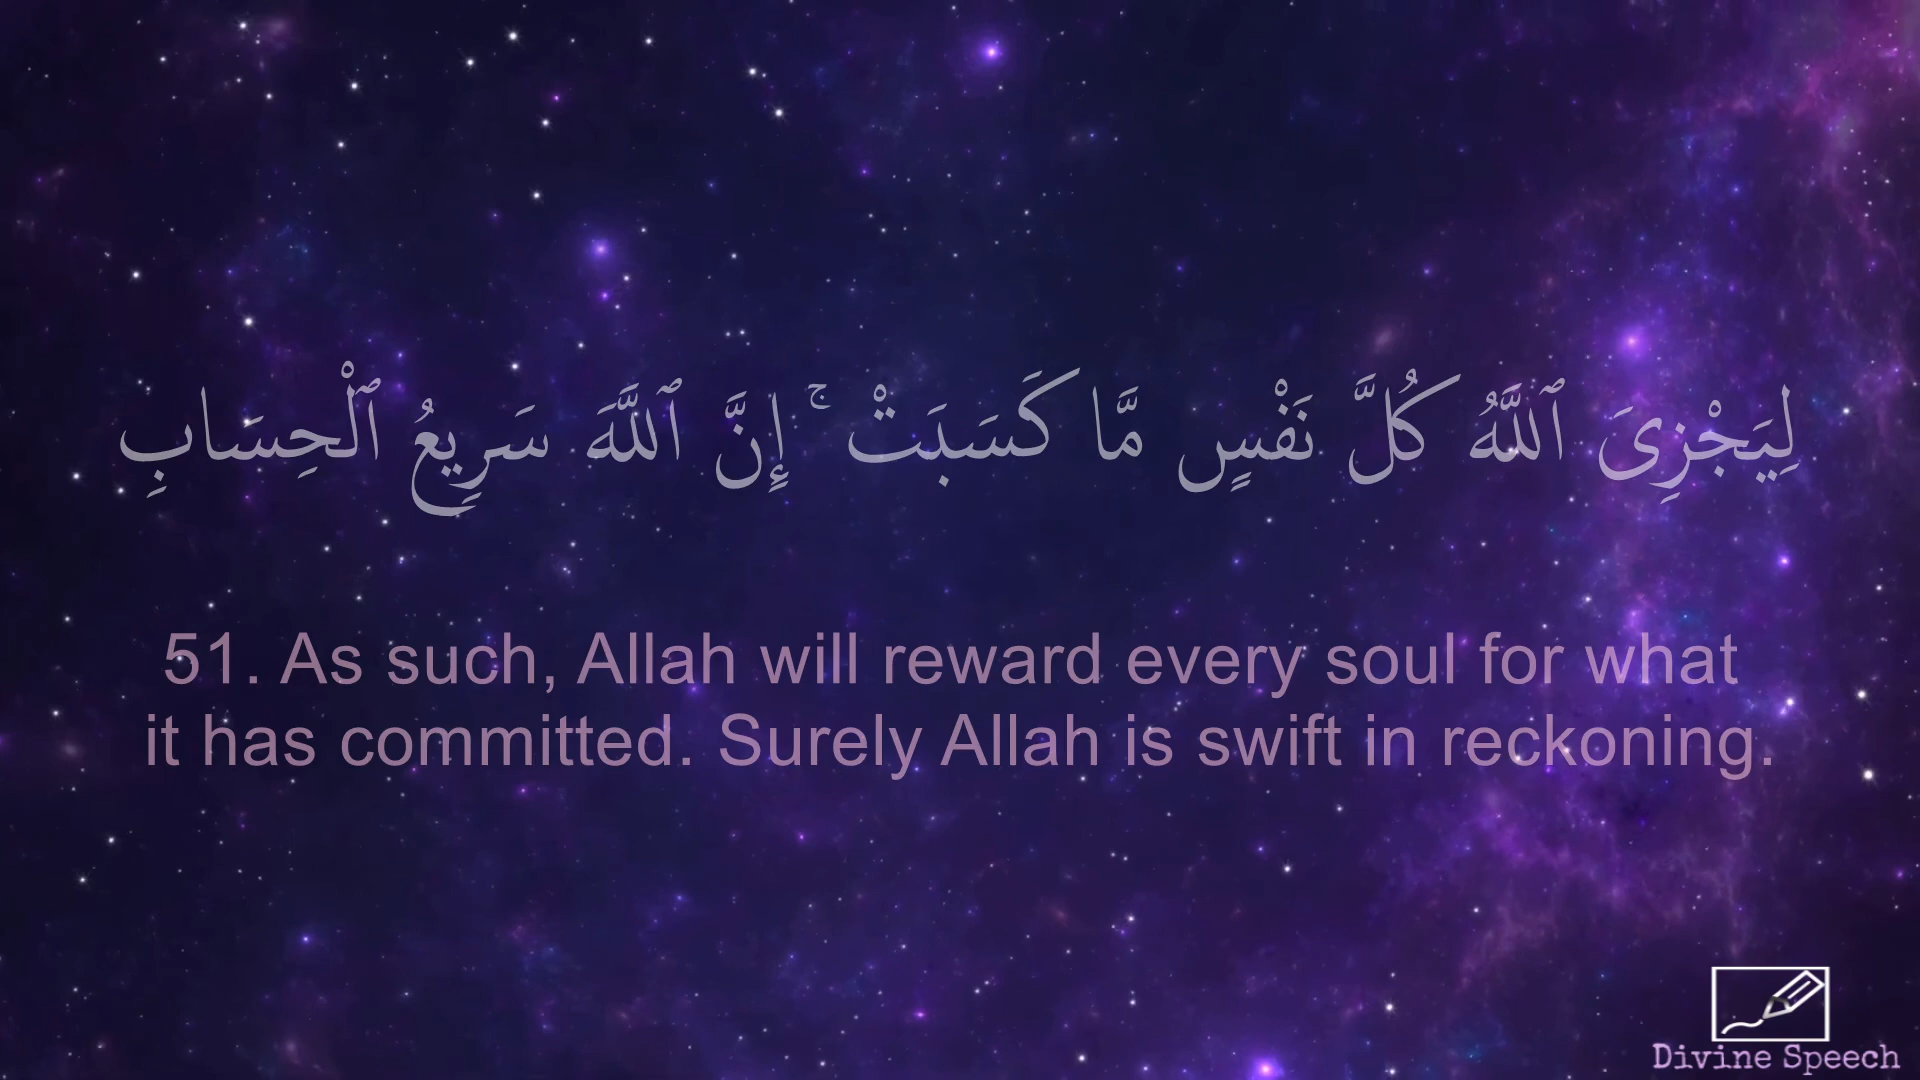 لِيَجْزِىَ ٱللَّهُ كُلَّ نَفْسٍ مَّا كَسَبَتْ ۚ إِنَّ ٱللَّهَ سَرِيعُ ٱلْحِسَابِ
51. As such, Allah will reward every soul for what
it has committed. Surely Allah is swift in reckoning.
Divine Speech